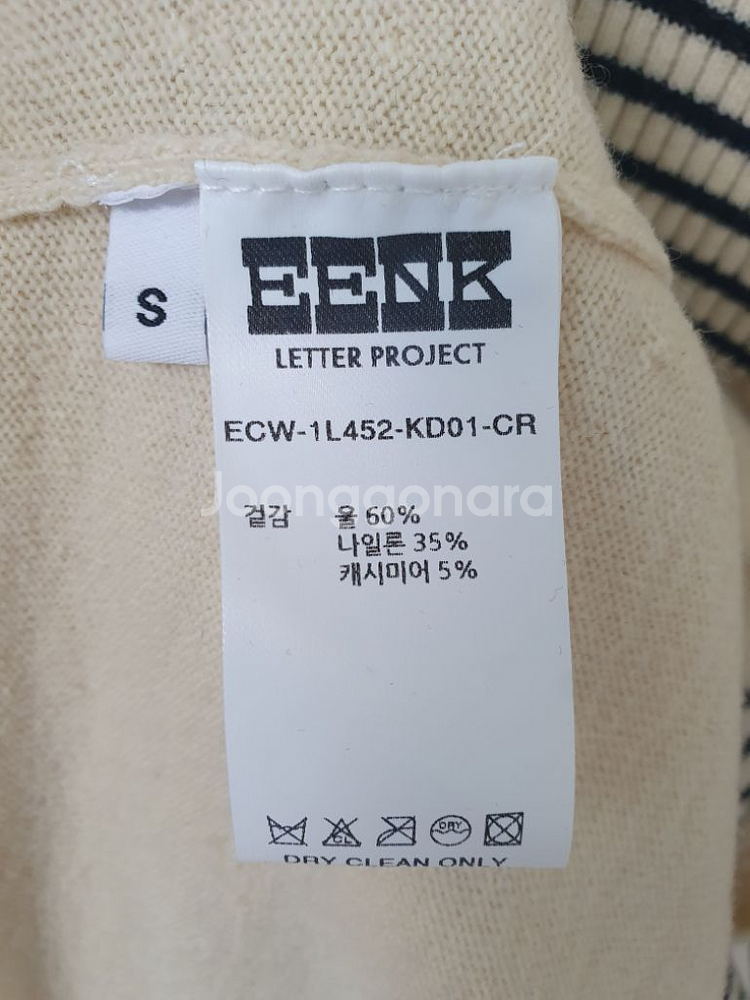 S
EENK
LETTER PROJECT
ECW-1L452-KD01-CR
Joonggonara
겉감 울 60%
나일론 35%
캐시미어 5%
CL
DRY
DRY CLEAN ONLY